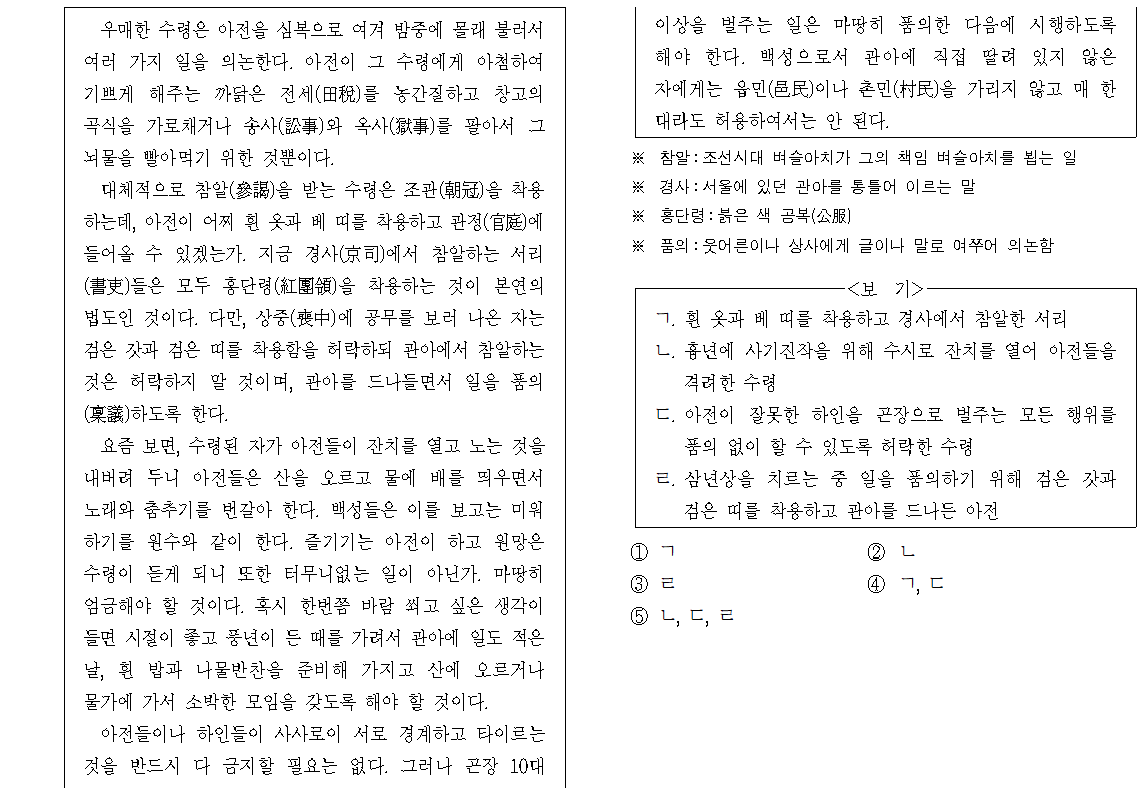 우매한 수령은 아전을 심복으로 여겨 밤중에 몰래 불러서
여러 가지 일을 의논한다. 아전이 그 수령에게 아첨하여
기쁘게 해주는 까닭은 전세(田稅)를 농간질하고 창고의
곡식을 가로채거나 송사(訟事)와 옥사(獄事)를 팔아서 그
뇌물을 빨아먹기 위한 것뿐이다.
대체적으로 참알(參謁)을 받는 수령은 조관(朝冠)을 착용
하는데, 아전이 어찌 흰 옷과 베 띠를 착용하고 관정(官庭)에
들어올 수 있겠는가. 지금 경사(京司)에서 참알하는 서리
(書吏)들은 모두 홍단령(紅團領)을 착용하는 것이 본연의
법도인 것이다. 다만, 상중(喪中)에 공무를 보러 나온 자는
검은 갓과 검은 띠를 착용함을 허락하되 관아에서 참알하는
것은 허락하지 말 것이며, 관아를 드나들면서 일을 품의
(稟議)하도록 한다.
요즘 보면, 수령된 자가 아전들이 잔치를 열고 노는 것을
내버려 두니 아전들은 산을 오르고 물에 배를 띄우면서
노래와 춤추기를 번갈아 한다. 백성들은 이를 보고는 미워
하기를 원수와 같이 한다. 즐기기는 아전이 하고 원망은
수령이 듣게 되니 또한 터무니없는 일이 아닌가. 마땅히
엄금해야 할 것이다. 혹시 한번쯤 바람 쐬고 싶은 생각이
들면 시절이 좋고 풍년이 든 때를 가려서 관아에 일도 적은
날, 흰 밥과 나물반찬을 준비해 가지고 산에 오르거나
물가에 가서 소박한 모임을 갖도록 해야 할 것이다.
아전들이나 하인들이 사사로이 서로 경계하고 타이르는
것을 반드시 다 금지할 필요는 없다. 그러나 곤장 10대
이상을 벌주는 일은 마땅히 품의한 다음에 시행하도록
해야 한다. 백성으로서 관아에 직접 딸려 있지 않은
자에게는 읍민(邑民)이나 촌민(村民)을 가리지 않고 매 한
대라도 허용하여서는 안 된다.
※ 참알:조선시대 벼슬아치가 그의 책임 벼슬아치를 뵙는 일
※ 경사:서울에 있던 관아를 통틀어 이르는 말
※ 홍단령:붉은 색 공복(公服)
※ 품의:웃어른이나 상사에게 글이나 말로 여쭈어 의논함
<보 기>
ㄱ. 흰 옷과 베 띠를 착용하고 경사에서 참알한 서리
ㄴ. 흉년에 사기진작을 위해 수시로 잔치를 열어 아전들을
격려한 수령
ㄷ. 아전이 잘못한 하인을 곤장으로 벌주는 모든 행위를
품의 없이 할 수 있도록 허락한 수령
ㄹ. 삼년상을 치르는 중 일을 품의하기 위해 검은 갓과
검은 띠를 착용하고 관아를 드나든 아전
① ㄱ ② ㄴ
③ ㄹ ④ ㄱ, ㄷ
⑤ ㄴ, ㄷ, ㄹ